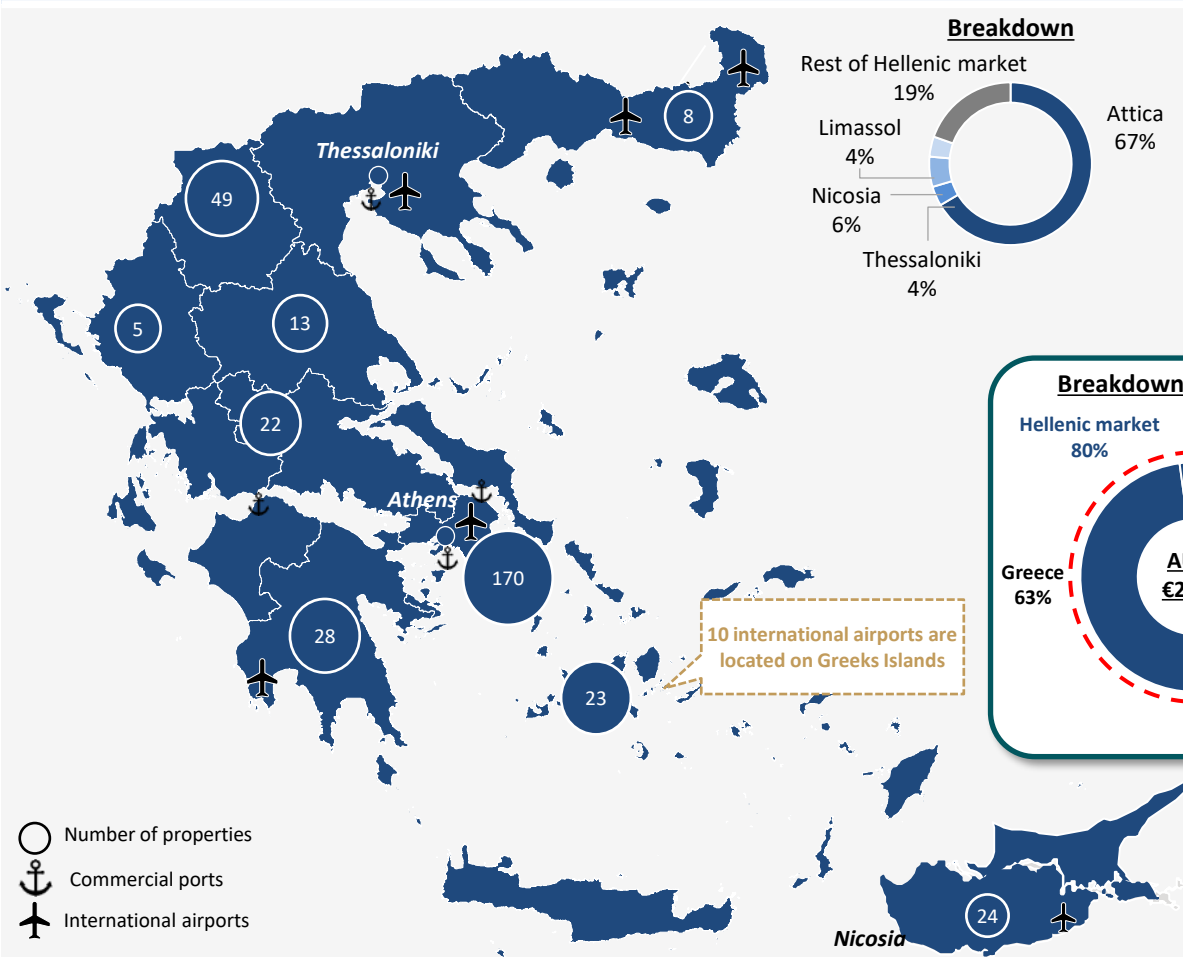 Breakdown
Rest of Hellenic market
19%
Attica
67%
Limassol
4%
Nicosia
6%
Thessaloniki
4%
8
Thessaloniki
49
5
13
22
Athens
170
28
23
10 international airports are
located on Greeks Islands
Breakdown
Hellenic market
80%
Greece
63%
€2
Number of properties
Commercial ports
International airports
24
Nicosia